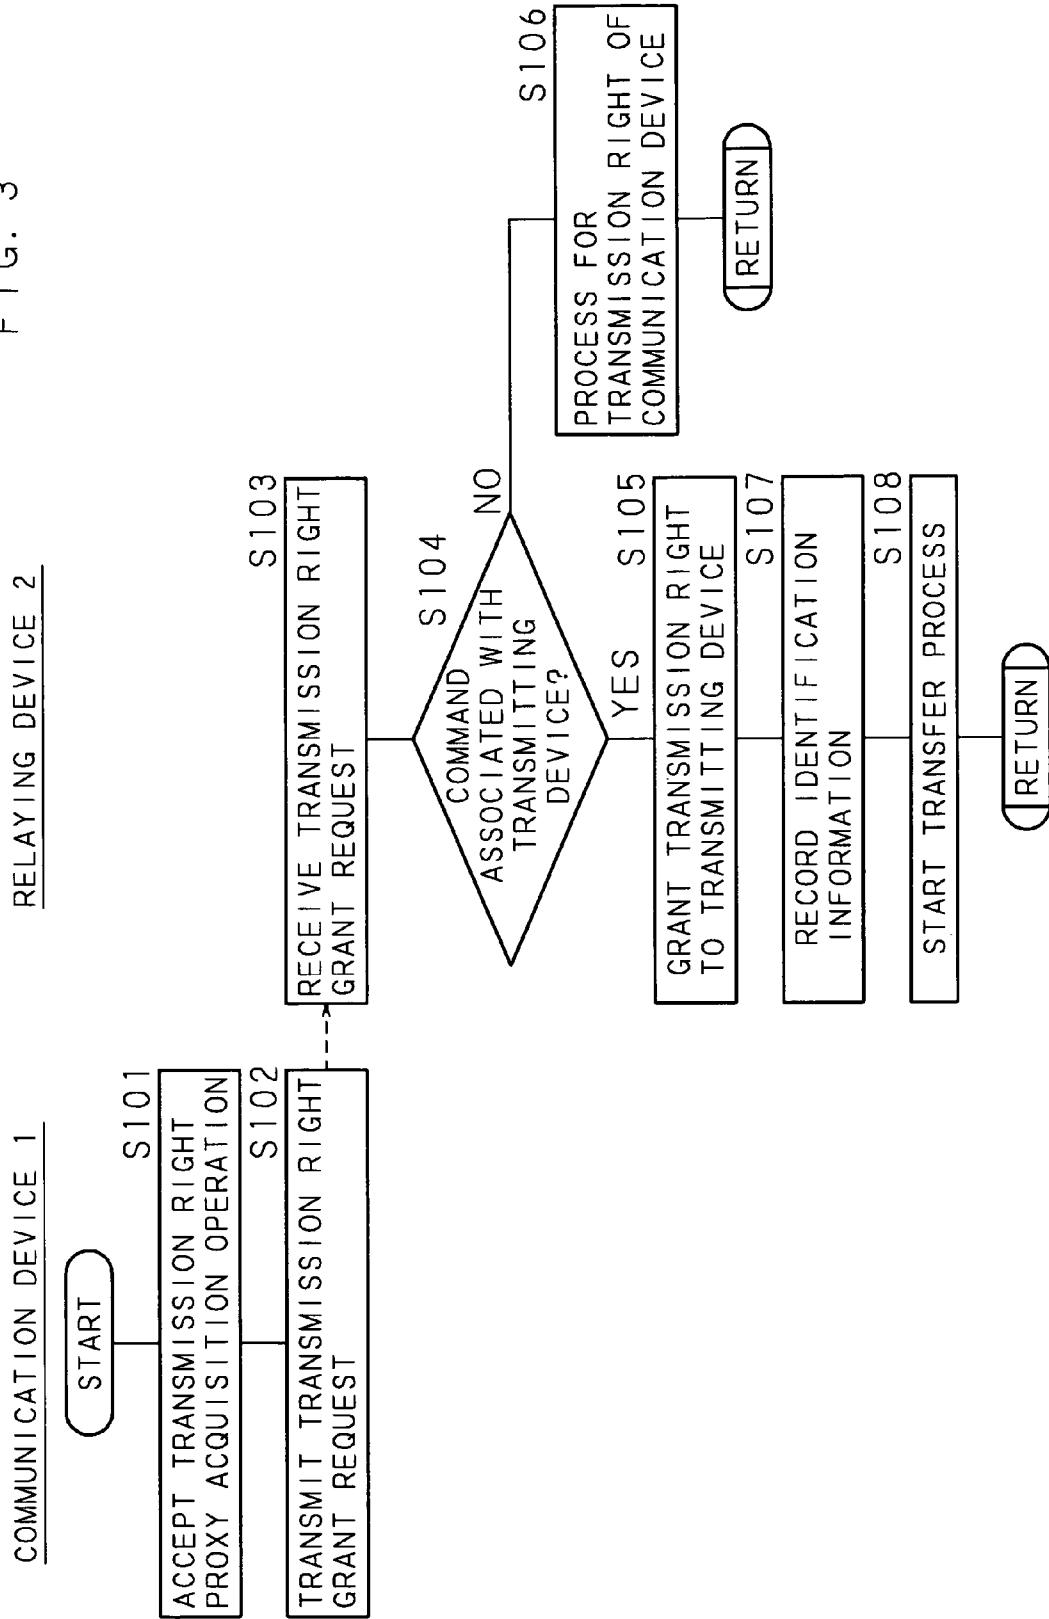 FIG. 3
COMMUNICATION DEVICE 1
RELAYING DEVICE 2
START
S101
ACCEPT TRANSMISSION RIGHT
PROXY ACQUISITION OPERATION
S102
TRANSMIT TRANSMISSION RIGHT
GRANT REQUEST
S103
RECEIVE TRANSMISSION RIGHT
GRANT REQUEST
S104
COMMAND
ASSOCIATED WITH
TRANSMITTING
DEVICE?
NO
YES
S106
PROCESS FOR
TRANSMISSION RIGHT OF
COMMUNICATION DEVICE
RETURN
S105
GRANT TRANSMISSION RIGHT
TO TRANSMITTING DEVICE
S107
RECORD IDENTIFICATION
INFORMATION
S108
START TRANSFER PROCESS
RETURN